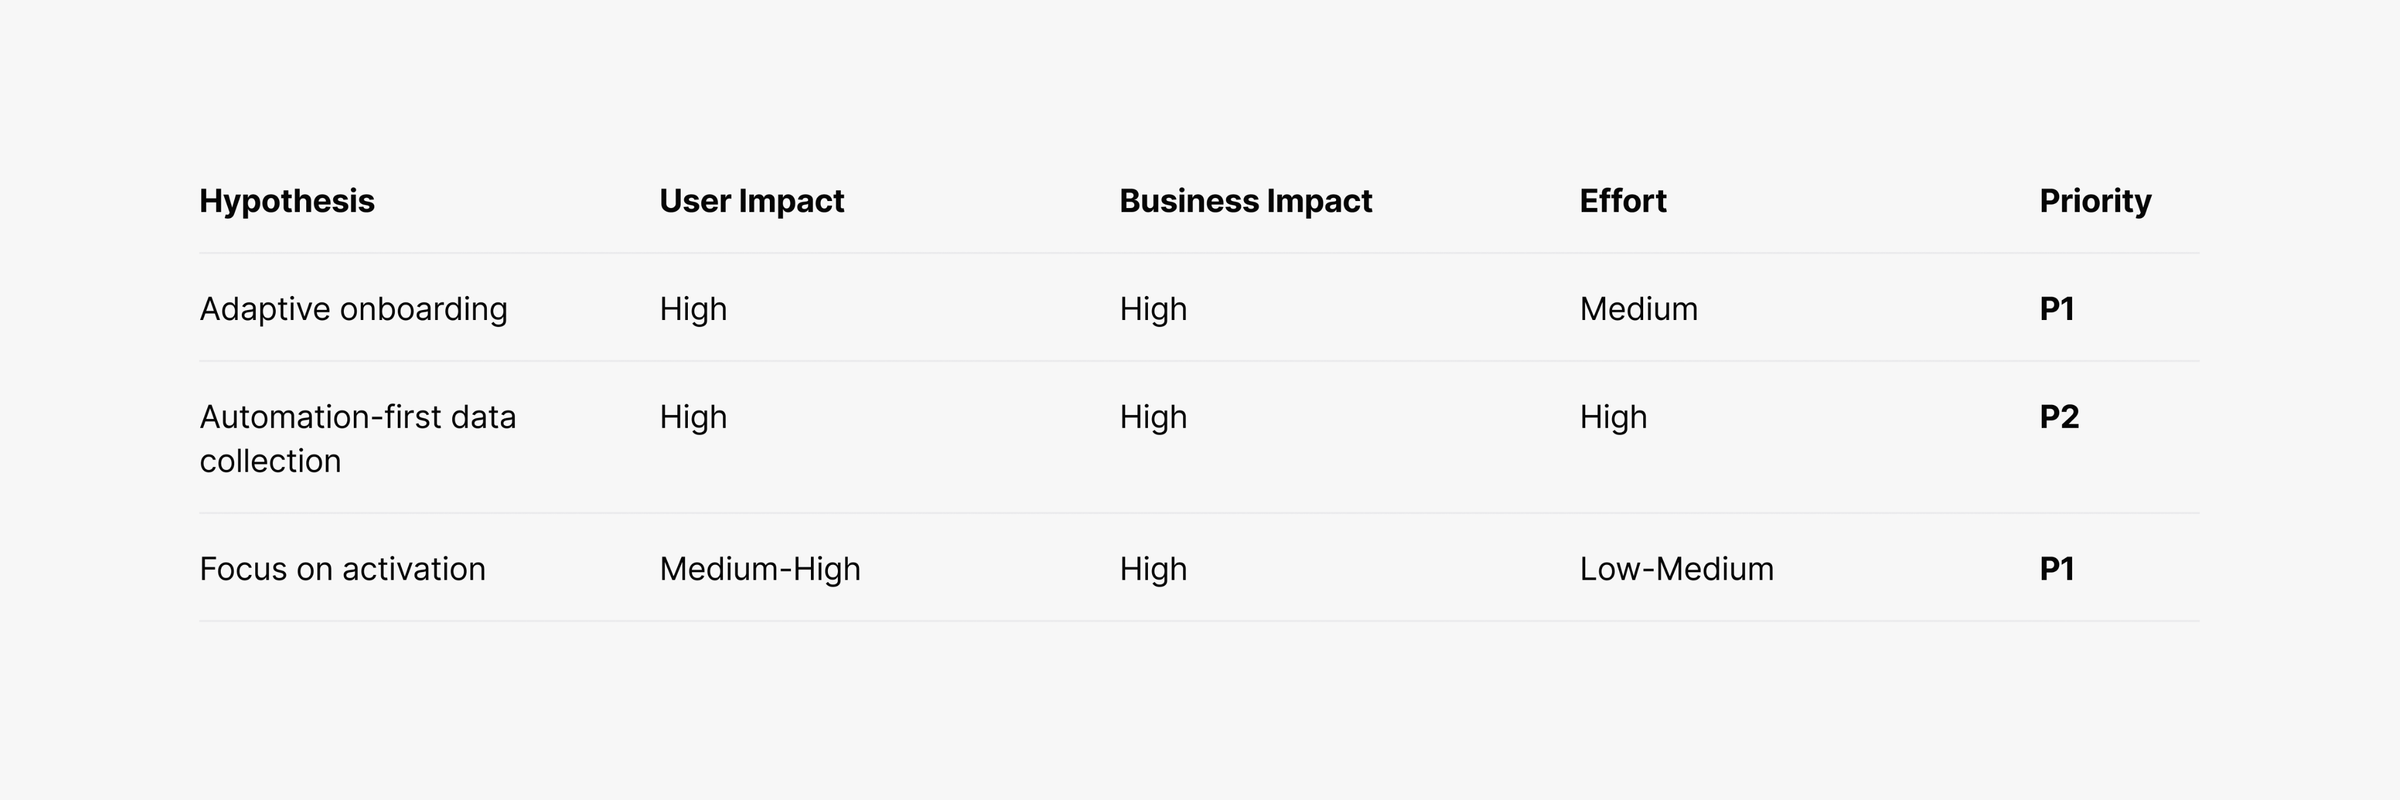 Hypothesis User Impact Business Impact Effort Priority
Adaptive onboarding High High Medium P1
Automation-first data High High High P2
collection
Focus on activation Medium-High High Low-Medium P1